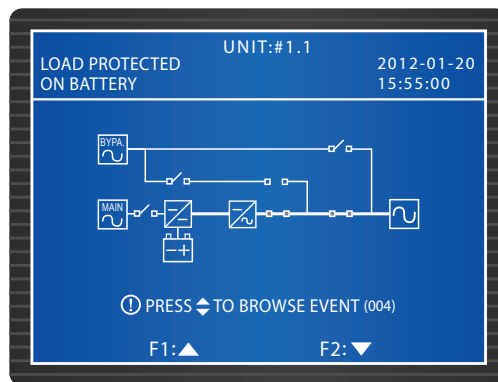 UNIT:#1.1
LOAD PROTECTED
ON BATTERY
2012-01-20
15:55:00
BYPA.
MAIN
PRESS TO BROWSE EVENT (004)
F1:
F2: